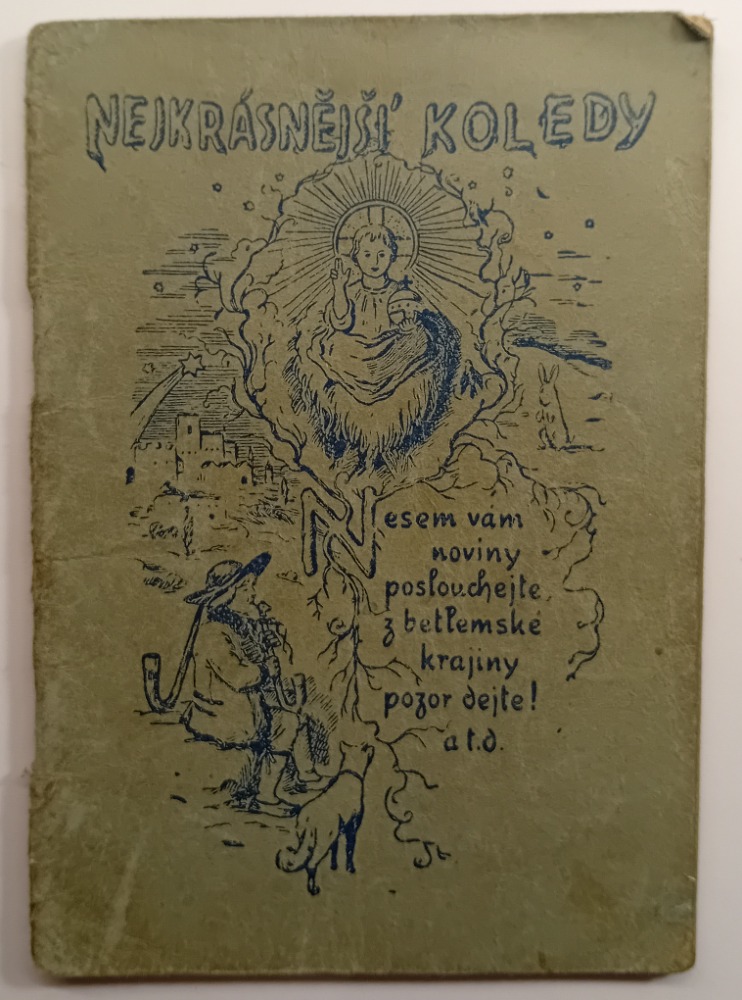 NEJKRÁSNĚJŠÍ KOLEDY
Nesem vám
noviny
poslouchejte
z betlemské
krajiny
pozor dejte!
a t.d.